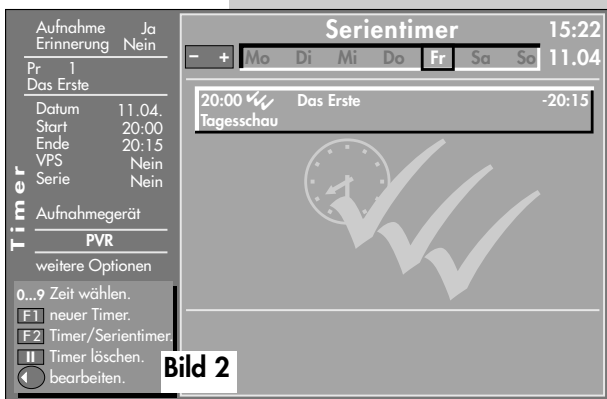 Aufnahme Ja
Erinnerung Nein
Pr 1
Das Erste
Datum 11.04.
Start 20:00
Ende 20:15
VPS Nein
Serie Nein
Aufnahmegerät
PVR
weitere Optionen
Timer
0...9 Zeit wählen.
F1 neuer Timer.
F2 Timer/Serientimer.
Timer löschen.
bearbeiten.
Serientimer 15:22
- + Mo Di Mi Do Fr Sa So 11.04
20:00 Das Erste -20:15
Tagesschau
Bild 2